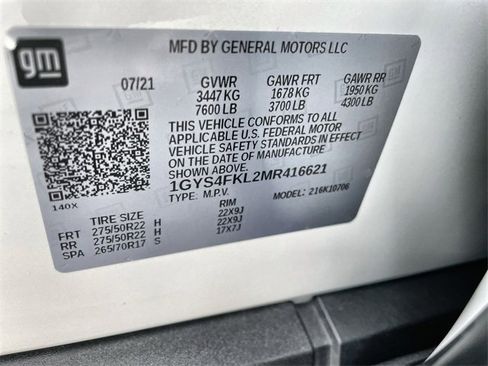 gm
MFD BY GENERAL MOTORS LLC
07/21 GVWR GAWR FRT GAWR RR
3447 KG 1678 KG 1950 KG
7600 LB 3700 LB 4300 LB
THIS VEHICLE CONFORMS TO ALL
APPLICABLE U.S. FEDERAL MOTOR
VEHICLE SAFETY STANDARDS IN
EFFECT ON THE DATE OF MANUFACTURE
SHOWN ABOVE.
1GYS4FKL2MR416621
140X TYPE: M.P.V. MODEL: 216K10706
TIRE SIZE RIM
FRT 275/50R22 H 22X9J
RR 275/50R22 H 22X9J
SPA 265/70R17 S 17X7J